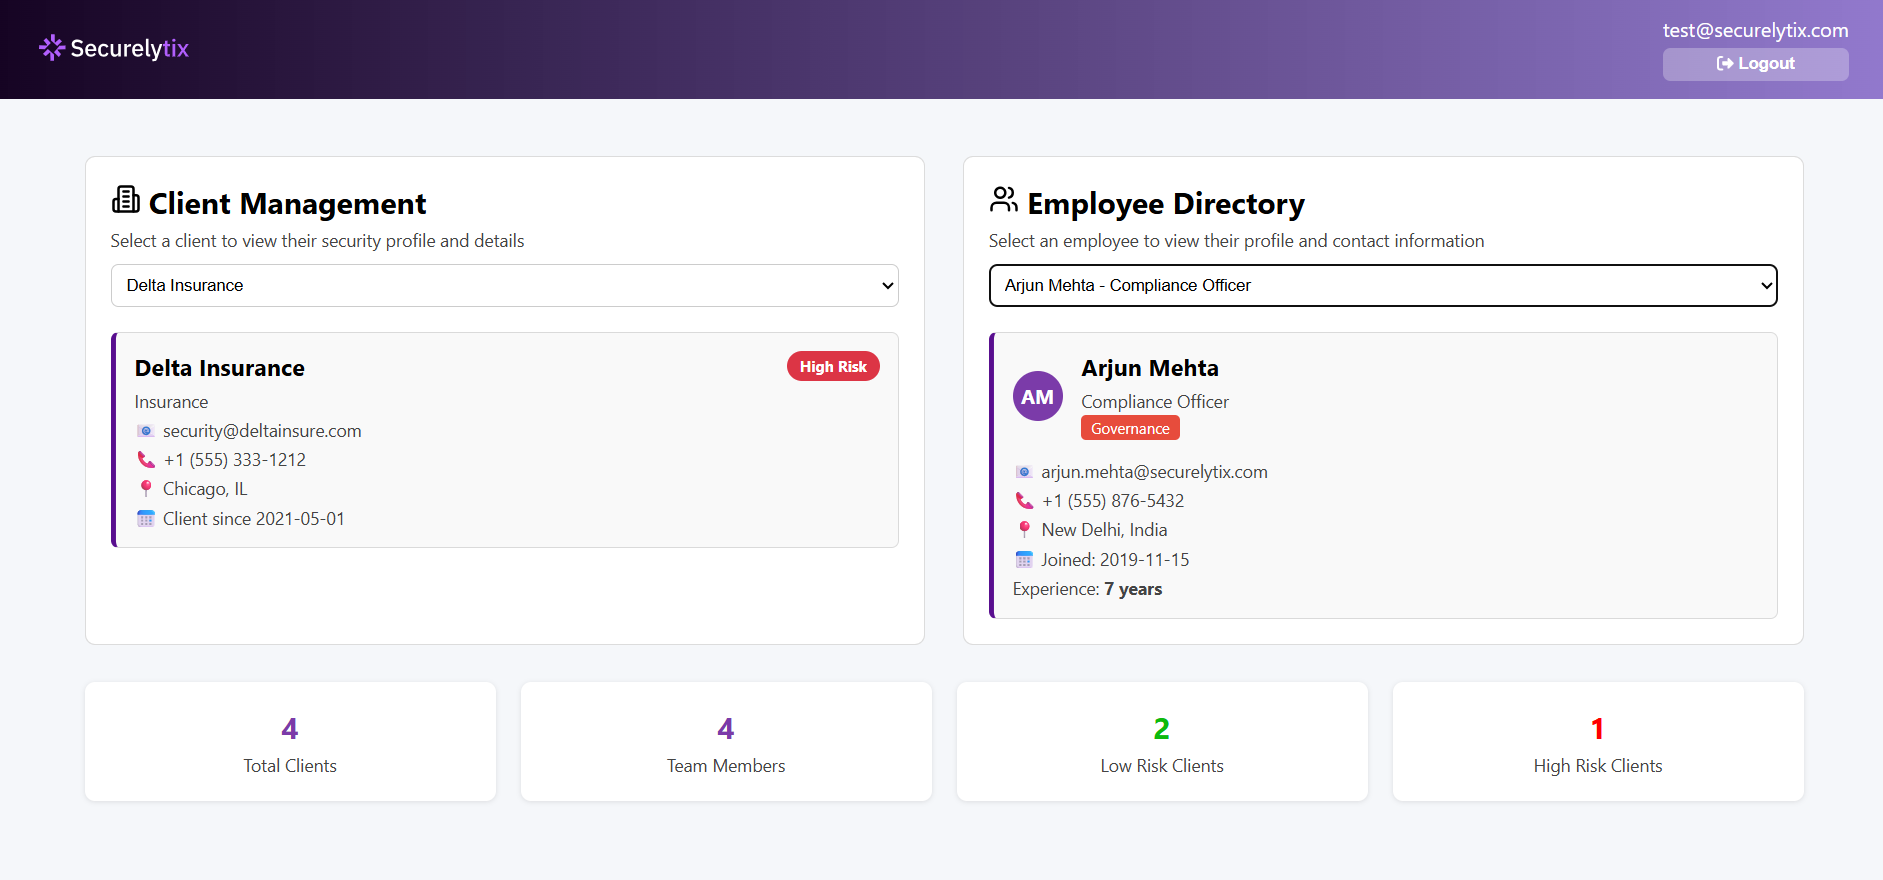 Securelytix
test@securelytix.com
Logout
Client Management
Select a client to view their security profile and details
Delta Insurance
Delta Insurance
High Risk
Insurance
security@deltainsure.com
+1 (555) 333-1212
Chicago, IL
Client since 2021-05-01
Employee Directory
Select an employee to view their profile and contact information
Arjun Mehta - Compliance Officer
AM
Arjun Mehta
Compliance Officer
Governance
arjun.mehta@securelytix.com
+1 (555) 876-5432
New Delhi, India
Joined: 2019-11-15
Experience: 7 years
4
Total Clients
4
Team Members
2
Low Risk Clients
1
High Risk Clients